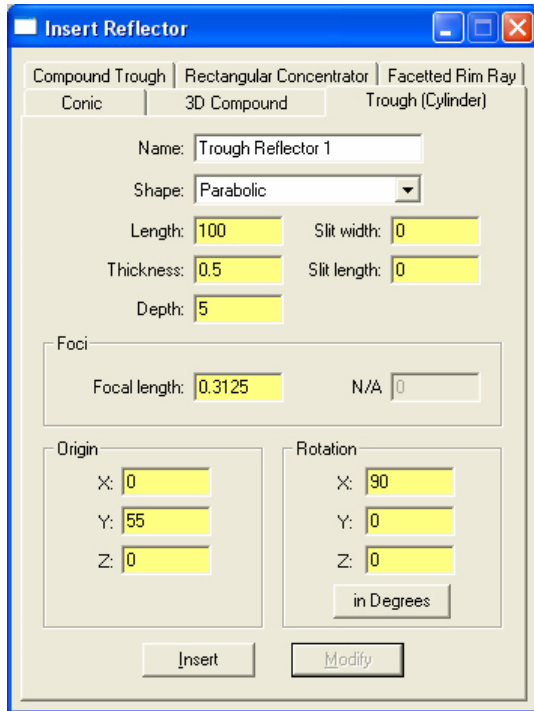 Insert Reflector
Compound Trough Rectangular Concentrator Facetted Rim Ray
Conic 3D Compound Trough (Cylinder)
Name: Trough Reflector 1
Shape: Parabolic
Length: 100 Slit width: 0
Thickness: 0.5 Slit length: 0
Depth: 5
Foci
Focal length: 0.3125 N/A 0
Origin Rotation
X: 0 X: 90
Y: 55 Y: 0
Z: 0 Z: 0
in Degrees
Insert Modify